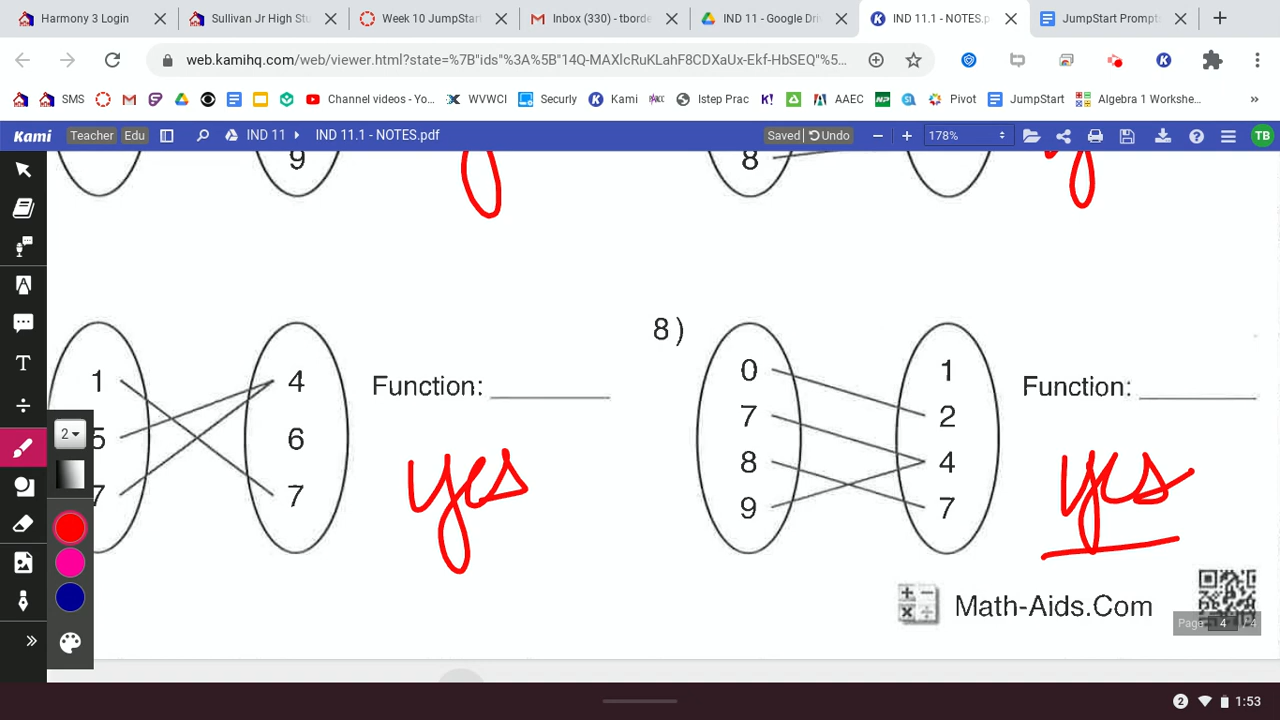 Harmony 3 Login
Sullivan Jr High Stu
Week 10 JumpStar
Inbox (330) - tborde
IND 11 - Google Dri
IND 11.1 - NOTES.p
JumpStart Prompt
web.kamihq.com/web/viewer.html?state=%7B"ids"%3A%5B"14Q-MAXlcRuKLahF8CDXaUx-Ekf-HbSEQ"%5...
SMS
Channel videos - Yo...
WVWCI
Securly
Kami
Istep Prac
K!
AAEC
NP
Pivot
JumpStart
Algebra 1 Workshe...
»
Kami
Teacher
Edu
IND 11
IND 11.1 - NOTES.pdf
Saved
Undo
178%
TB
9
8
1
5
7
4
6
7
Function:
yes
8)
0
7
8
9
1
2
4
7
Function:
yes
2
Math-Aids.Com
Page 4 / 4
2
1:53